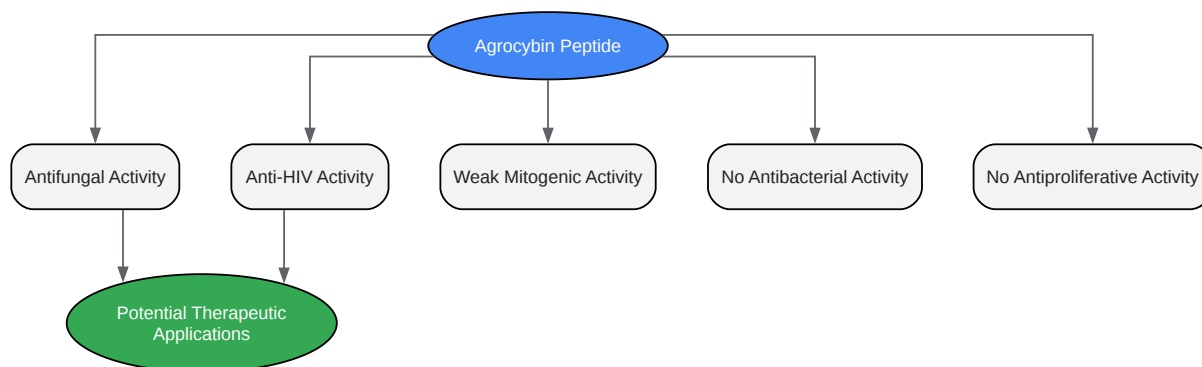 Agrocybin Peptide
Antifungal Activity
Anti-HIV Activity
Weak Mitogenic Activity
No Antibacterial Activity
No Antiproliferative Activity
Potential Therapeutic
Applications